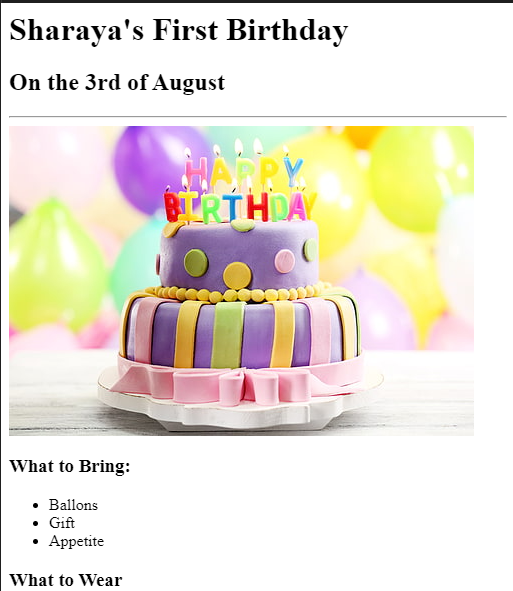 Sharaya's First Birthday
On the 3rd of August
HAPPY
BIRTHDAY
What to Bring:
Ballons
Gift
Appetite
What to Wear